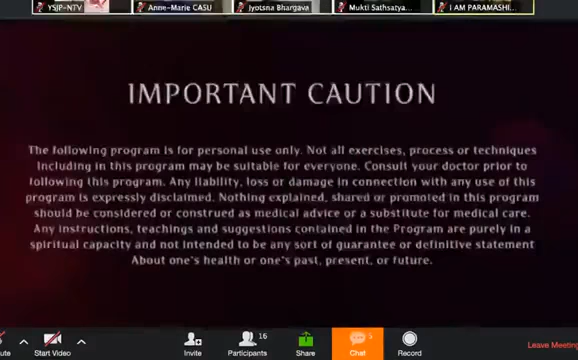 YSJP-NTV
Anne-Marie CASU
Jyotsna Bhargava
Mukti Sathsatya...
I AM PARAMASHI...
IMPORTANT CAUTION
The following program is for personal use only. Not all exercises, process or techniques
Including in this program may be suitable for everyone. Consult your doctor prior to
following this program. Any liability, loss or damage in connection with any use of this
program is expressly disclaimed. Nothing explained, shared or promoted in this program
should be considered or construed as medical advice or a substitute for medical care.
Any instructions, teachings and suggestions contained in the Program are purely in a
spiritual capacity and not intended to be any sort of guarantee or definitive statement
About one's health or one's past, present, or future.
ute
Start Video
Invite
16
Participants
Share
5
Chat
Record
Leave Meeting